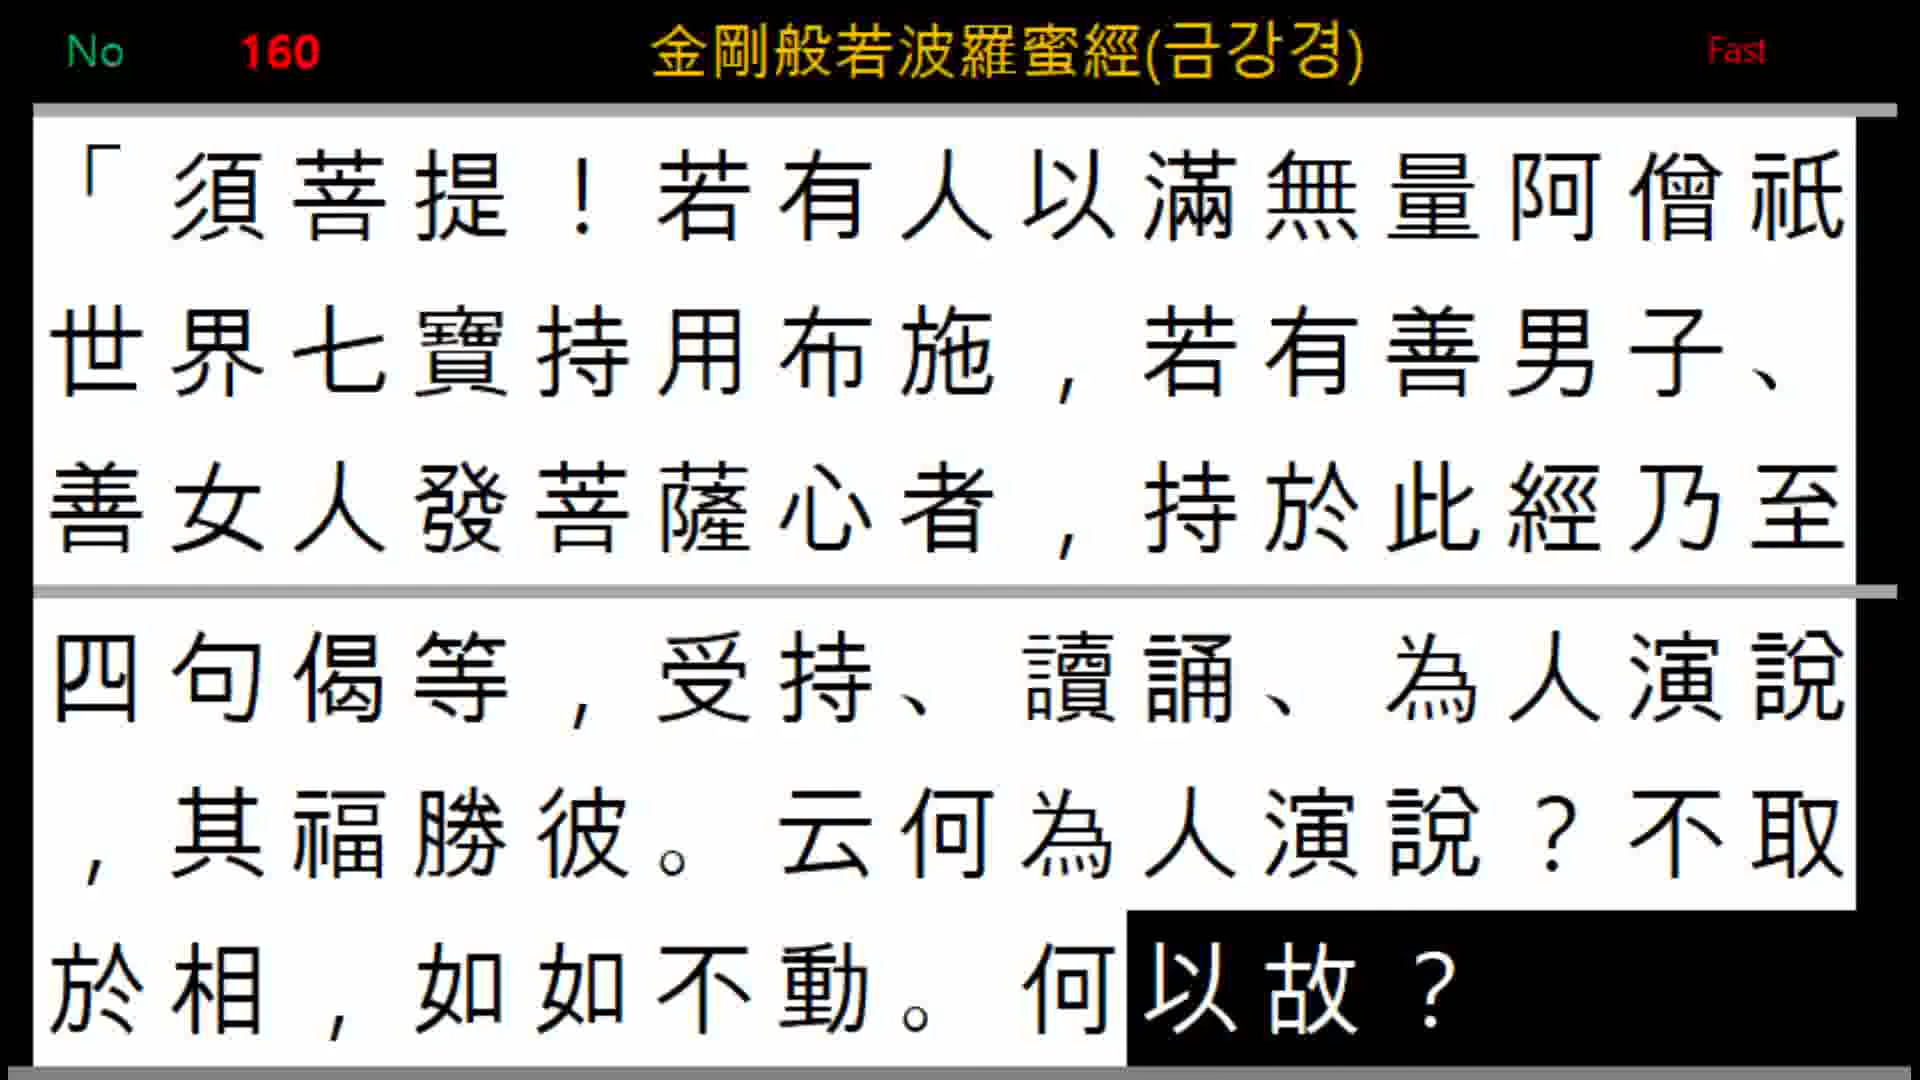 No 160 金剛般若波羅蜜經(금강경) Fast
「須菩提！若有人以滿無量阿僧祇
世界七寶持用布施，若有善男子、
善女人發菩薩心者，持於此經乃至
四句偈等，受持、讀誦、為人演說
，其福勝彼。云何為人演說？不取
於相，如如不動。何以故？